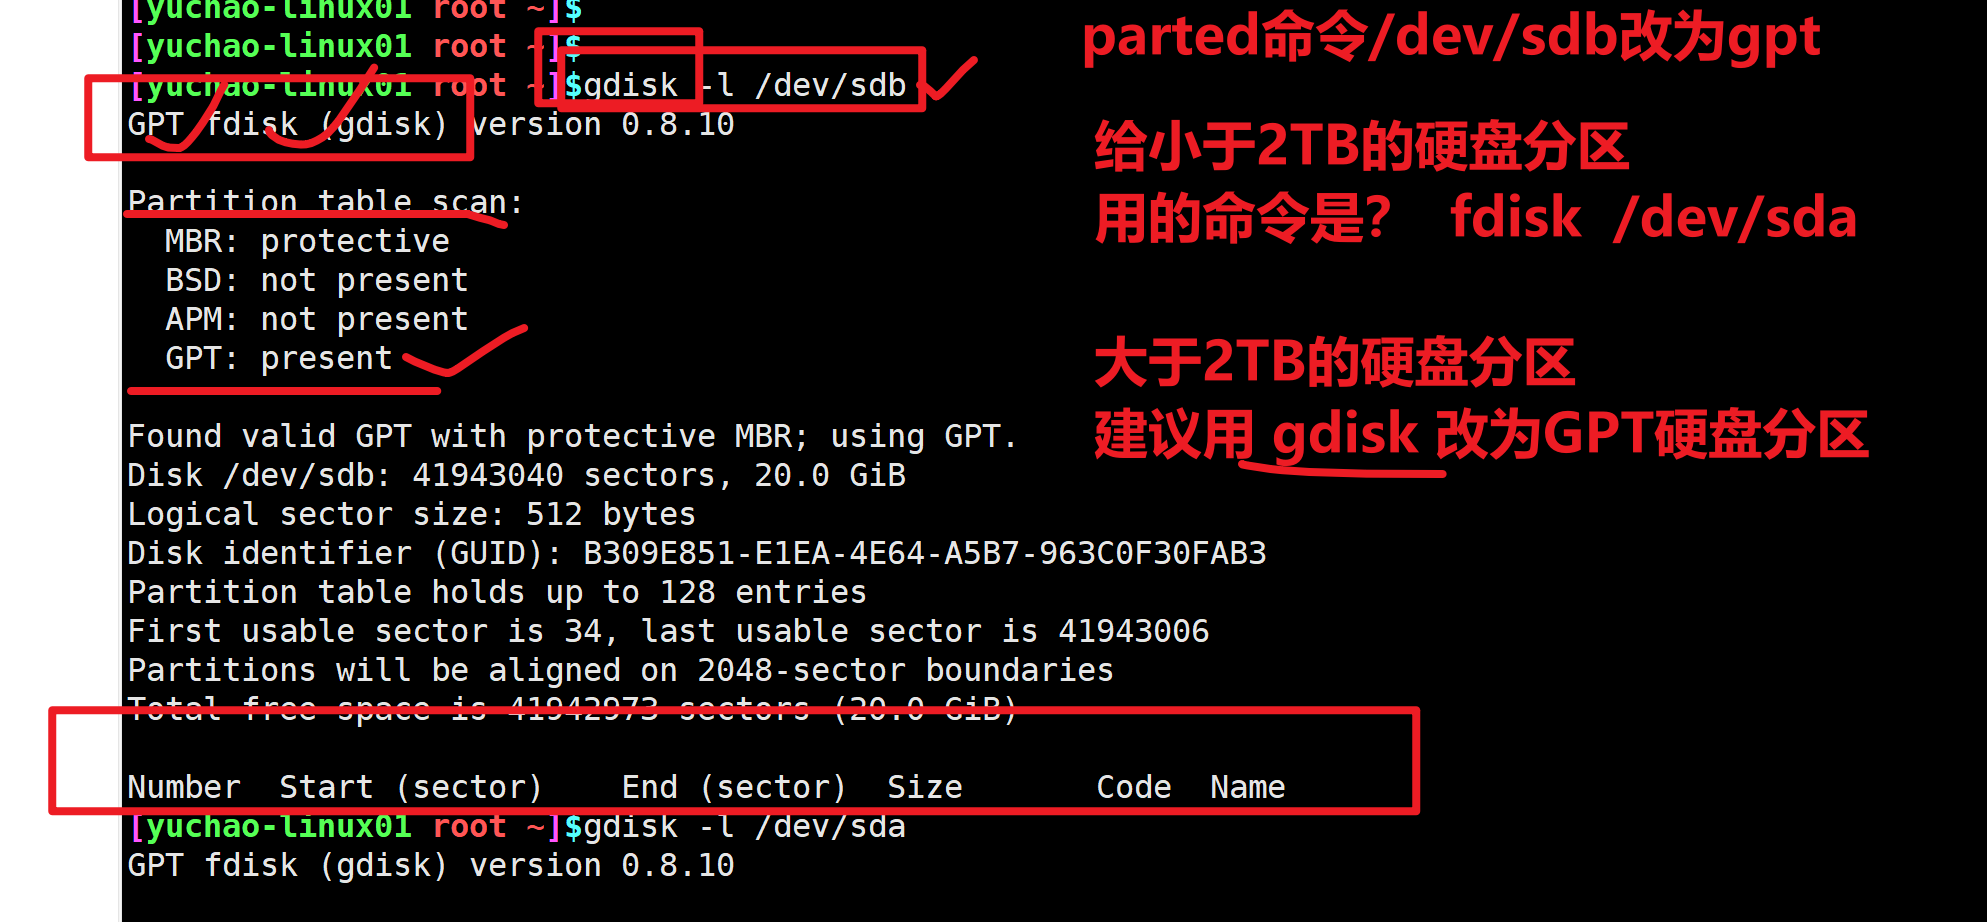 [yuchao-linux01 root ~]$
[yuchao-linux01 root ~]$
[yuchao-linux01 root ~]$gdisk -l /dev/sdb
GPT fdisk (gdisk) version 0.8.10
Partition table scan:
MBR: protective
BSD: not present
APM: not present
GPT: present
Found valid GPT with protective MBR; using GPT.
Disk /dev/sdb: 41943040 sectors, 20.0 GiB
Logical sector size: 512 bytes
Disk identifier (GUID): B309E851-E1EA-4E64-A5B7-963C0F30FAB3
Partition table holds up to 128 entries
First usable sector is 34, last usable sector is 41943006
Partitions will be aligned on 2048-sector boundaries
Total free space is 41942973 sectors (20.0 GiB)
Number  Start (sector)    End (sector)  Size       Code  Name
[yuchao-linux01 root ~]$gdisk -l /dev/sda
GPT fdisk (gdisk) version 0.8.10
parted命令/dev/sdb改为gpt
给小于2TB的硬盘分区
用的命令是？ fdisk /dev/sda
大于2TB的硬盘分区
建议用 gdisk 改为GPT硬盘分区